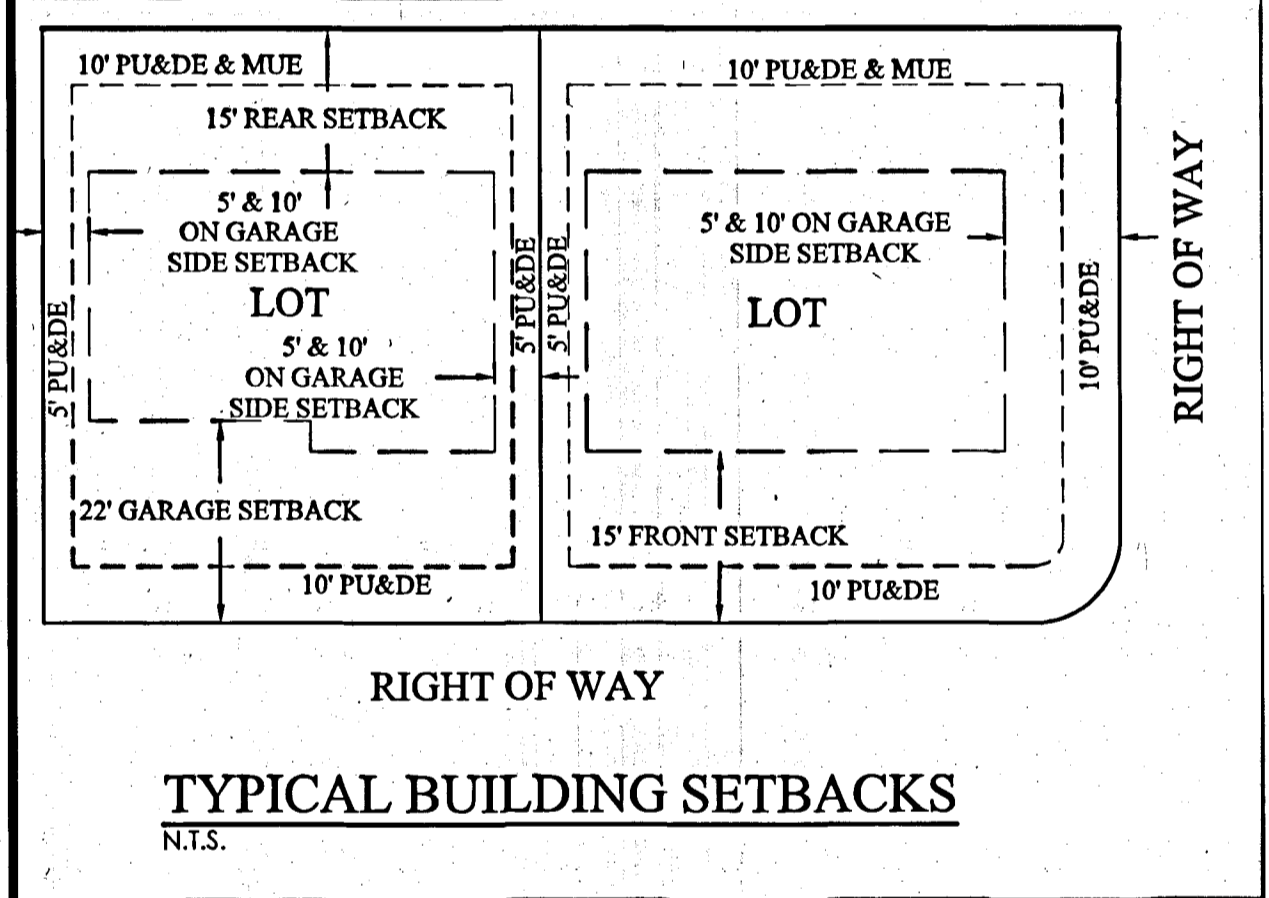 10' PU&DE & MUE
15' REAR SETBACK
5' & 10'
ON GARAGE
SIDE SETBACK
LOT
5' & 10'
ON GARAGE
SIDE SETBACK
5' PU&DE
5' PU&DE
22' GARAGE SETBACK
10' PU&DE
10' PU&DE & MUE
5' & 10' ON GARAGE
SIDE SETBACK
LOT
5' PU&DE
10' PU&DE
15' FRONT SETBACK
10' PU&DE
RIGHT OF WAY
RIGHT OF WAY
TYPICAL BUILDING SETBACKS
N.T.S.